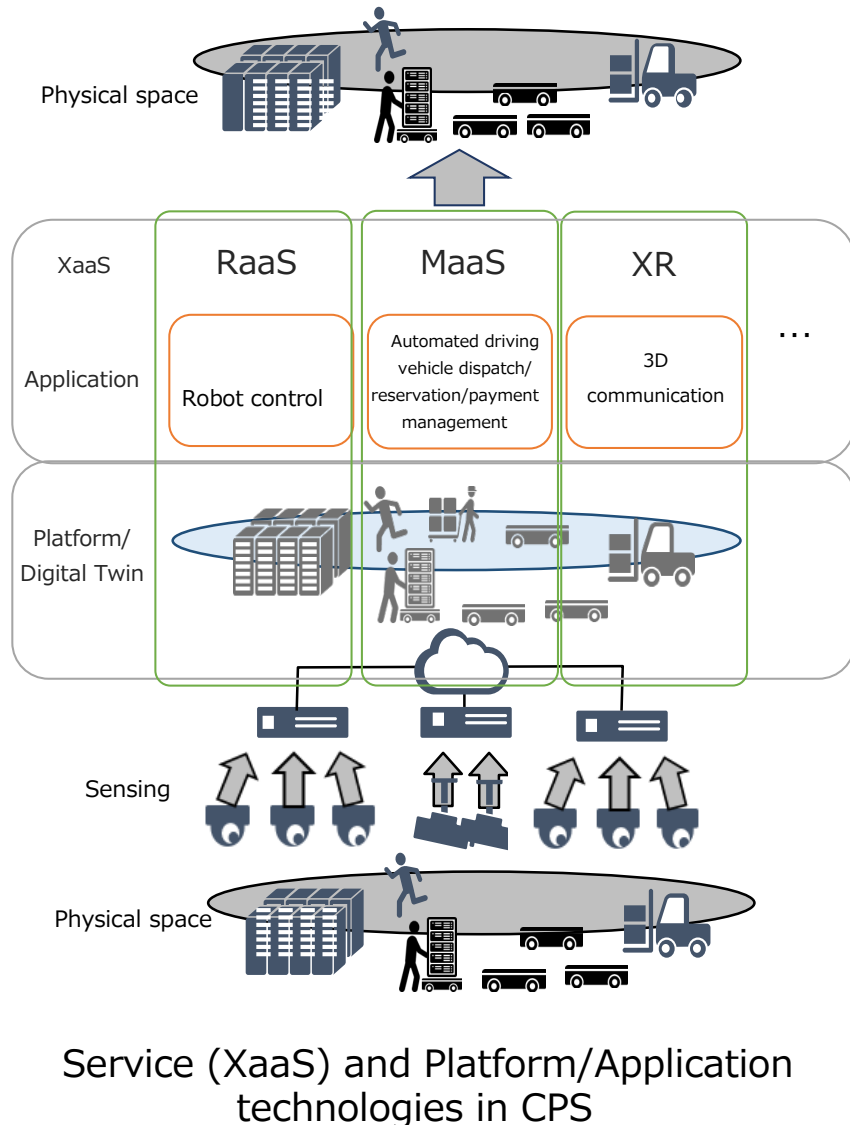 Physical space
XaaS
RaaS
MaaS
XR
...
Application
Robot control
Automated driving
vehicle dispatch/
reservation/payment
management
3D
communication
Platform/
Digital Twin
Sensing
Physical space
Service (XaaS) and Platform/Application
technologies in CPS